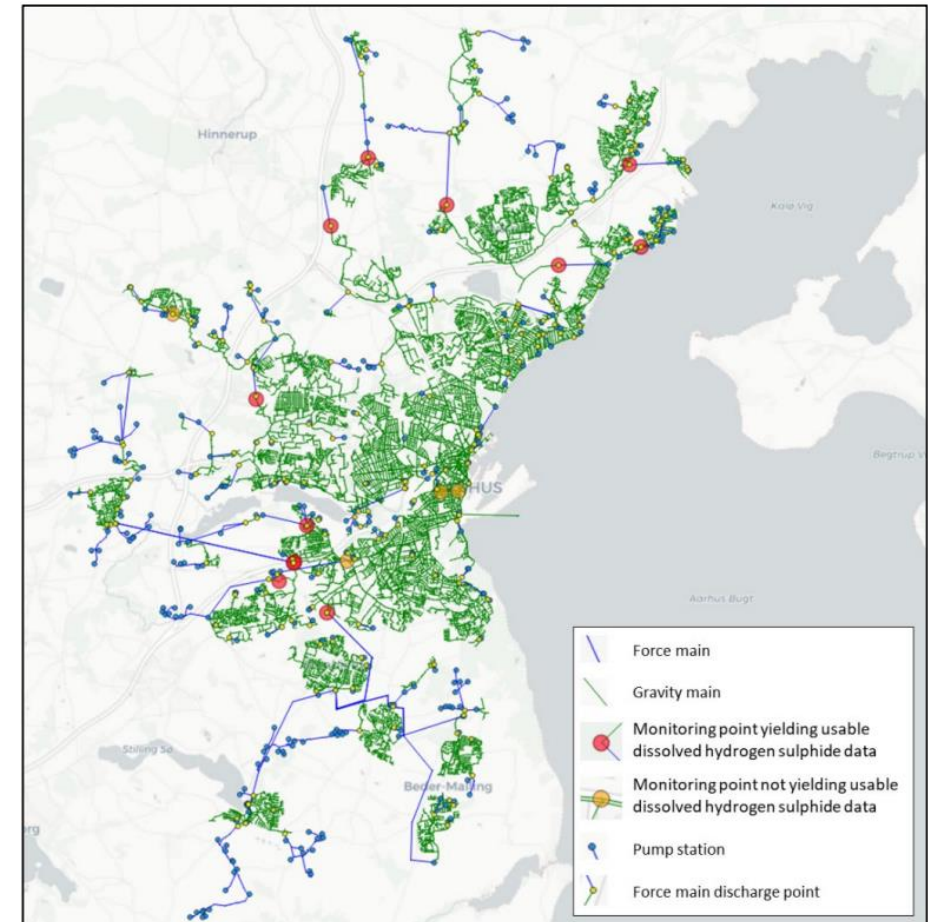 Hinnerup
Kalø Vig
Begtrup V
HUS
Aarhus Bugt
Stilling Sø
Beder-Malling
erg
Force main
Gravity main
Monitoring point yielding usable
dissolved hydrogen sulphide data
Monitoring point not yielding usable
dissolved hydrogen sulphide data
Pump station
Force main discharge point